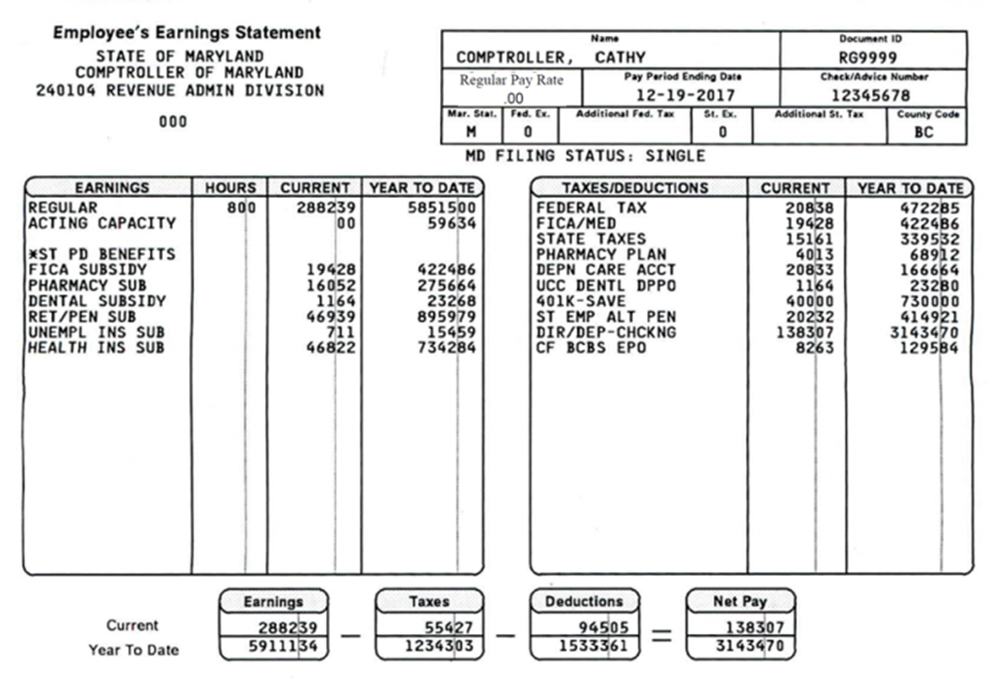 Employee's Earnings Statement
STATE OF MARYLAND
COMPTROLLER OF MARYLAND
240104 REVENUE ADMIN DIVISION
000
Name
Document ID
COMPTROLLER, CATHY
RG9999
Regular Pay Rate
Pay Period Ending Date
Check/Advice Number
.00
12-19-2017
12345678
Mar. Stat. Fed. Ex. Additional Fed. Tax St. Ex. Additional St. Tax County Code
M 0 0 BC
MD FILING STATUS: SINGLE
EARNINGS HOURS CURRENT YEAR TO DATE
REGULAR 800 288239 5851500
ACTING CAPACITY 00 59634
*ST PD BENEFITS
FICA SUBSIDY 19428 422486
PHARMACY SUB 16052 275664
DENTAL SUBSIDY 1164 23268
RET/PEN SUB 46939 895979
UNEMPL INS SUB 711 15459
HEALTH INS SUB 46822 734284
TAXES/DEDUCTIONS CURRENT YEAR TO DATE
FEDERAL TAX 20838 472285
FICA/MED 19428 422486
STATE TAXES 15161 339532
PHARMACY PLAN 4013 68912
DEPN CARE ACCT 20833 166664
UCC DENTL DPPO 1164 23280
401K-SAVE 40000 730000
ST EMP ALT PEN 20232 414921
DIR/DEP-CHCKNG 138307 3143470
CF BCBS EPO 8263 129584
Earnings Taxes Deductions Net Pay
Current 288239 — 55427 — 94505 = 138307
Year To Date 5911134 1234303 1533361 3143470